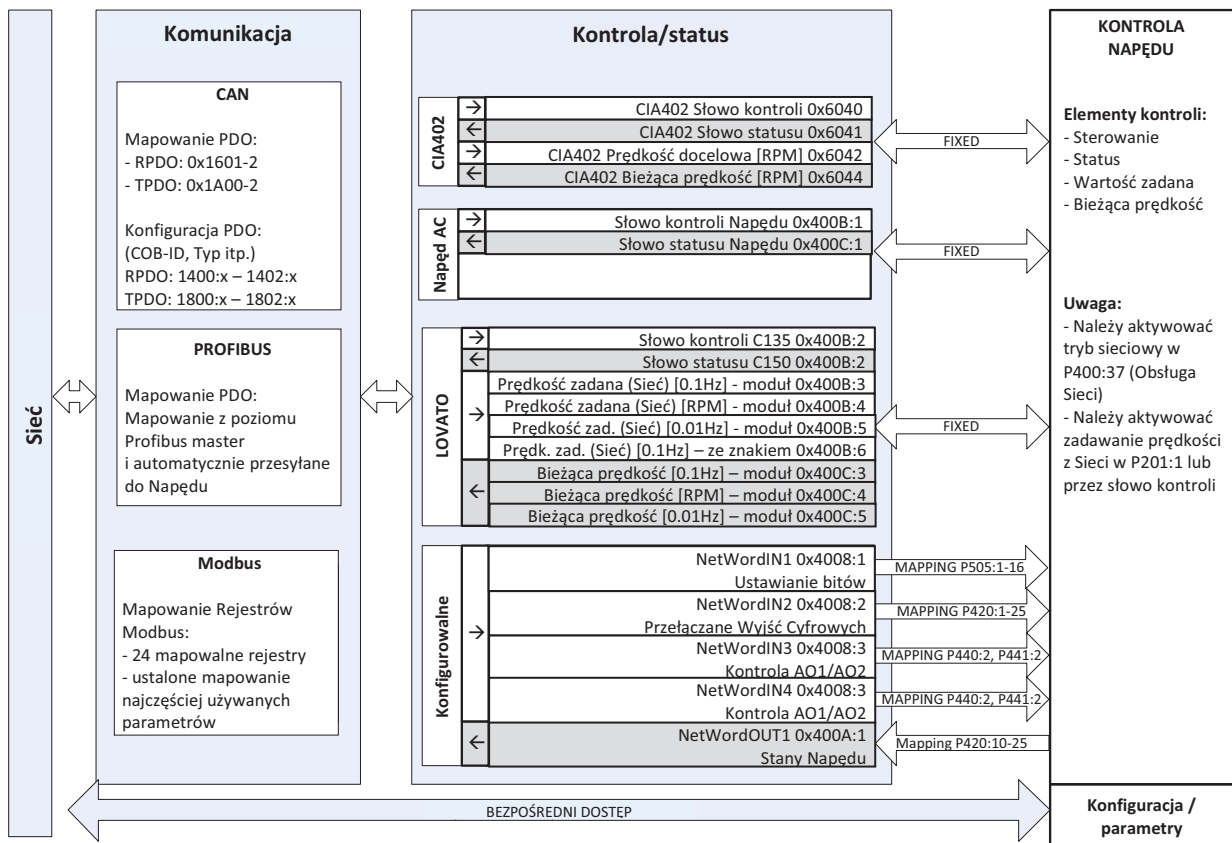 Sieć
Komunikacja
CAN
Mapowanie PDO:
- RPDO: 0x1601-2
- TPDO: 0x1A00-2
Konfiguracja PDO:
(COB-ID, Typ itp.)
RPDO: 1400:x – 1402:x
TPDO: 1800:x – 1802:x
PROFIBUS
Mapowanie PDO:
Mapowanie z poziomu
Profibus master
i automatycznie przesyłane
do Napędu
Modbus
Mapowanie Rejestrów
Modbus:
- 24 mapowalne rejestry
- ustalone mapowanie
najczęściej używanych
parametrów
Kontrola/status
CIA402
→ CIA402 Słowo kontroli 0x6040
← CIA402 Słowo statusu 0x6041
→ CIA402 Prędkość docelowa [RPM] 0x6042
← CIA402 Bieżąca prędkość [RPM] 0x6044
FIXED
Napęd AC
→ Słowo kontroli Napędu 0x400B:1
← Słowo statusu Napędu 0x400C:1
FIXED
LOVATO
→ Słowo kontroli C135 0x400B:2
← Słowo statusu C150 0x400B:2
→
Prędkość zadana (Sieć) [0.1Hz] - moduł 0x400B:3
Prędkość zadana (Sieć) [RPM] - moduł 0x400B:4
Prędkość zad. (Sieć) [0.01Hz] - moduł 0x400B:5
Prędk. zad. (Sieć) [0.1Hz] – ze znakiem 0x400B:6
←
Bieżąca prędkość [0.1Hz] – moduł 0x400C:3
Bieżąca prędkość [RPM] – moduł 0x400C:4
Bieżąca prędkość [0.01Hz] – moduł 0x400C:5
FIXED
Konfigurowalne
→
NetWordIN1 0x4008:1
Ustawianie bitów
MAPPING P505:1-16
NetWordIN2 0x4008:2
Przełączane Wyjść Cyfrowych
MAPPING P420:1-25
NetWordIN3 0x4008:3
Kontrola AO1/AO2
MAPPING P440:2, P441:2
NetWordIN4 0x4008:3
Kontrola AO1/AO2
MAPPING P440:2, P441:2
←
NetWordOUT1 0x400A:1
Stany Napędu
Mapping P420:10-25
KONTROLA
NAPĘDU
Elementy kontroli:
- Sterowanie
- Status
- Wartość zadana
- Bieżąca prędkość
Uwaga:
- Należy aktywować
tryb sieciowy w
P400:37 (Obsługa
Sieci)
- Należy aktywować
zadawanie prędkości
z Sieci w P201:1 lub
przez słowo kontroli
BEZPOŚREDNI DOSTĘP
Konfiguracja /
parametry